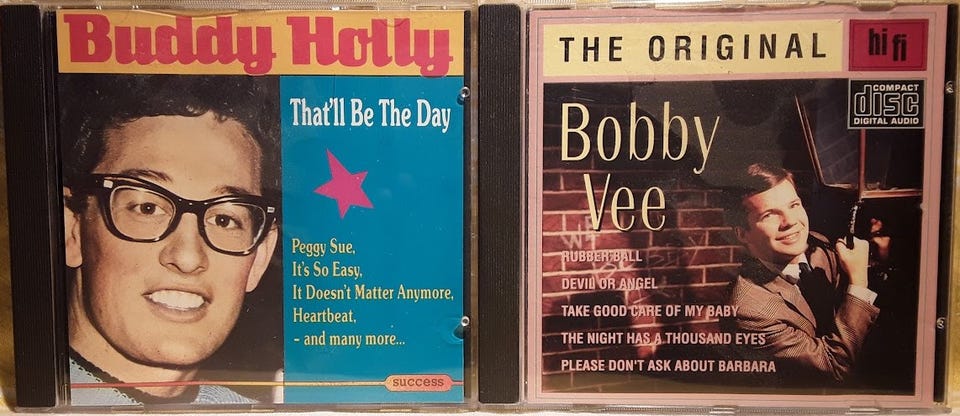 Buddy Holly
That'll Be The Day
Peggy Sue,
It's So Easy,
It Doesn't Matter Anymore,
Heartbeat,
- and many more...
success
THE ORIGINAL
hi fi
COMPACT
disc
DIGITAL AUDIO
Bobby
Vee
RUBBER BALL
DEVIL OR ANGEL
TAKE GOOD CARE OF MY BABY
THE NIGHT HAS A THOUSAND EYES
PLEASE DON'T ASK ABOUT BARBARA